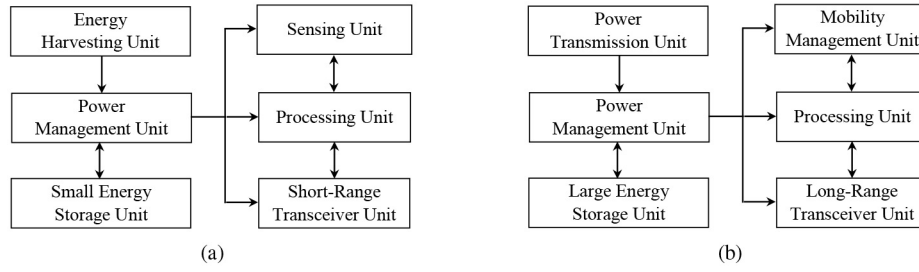 Energy
Harvesting Unit
Sensing Unit
Power
Management Unit
Processing Unit
Small Energy
Storage Unit
Short-Range
Transceiver Unit
(a)
Power
Transmission Unit
Mobility
Management Unit
Power
Management Unit
Processing Unit
Large Energy
Storage Unit
Long-Range
Transceiver Unit
(b)